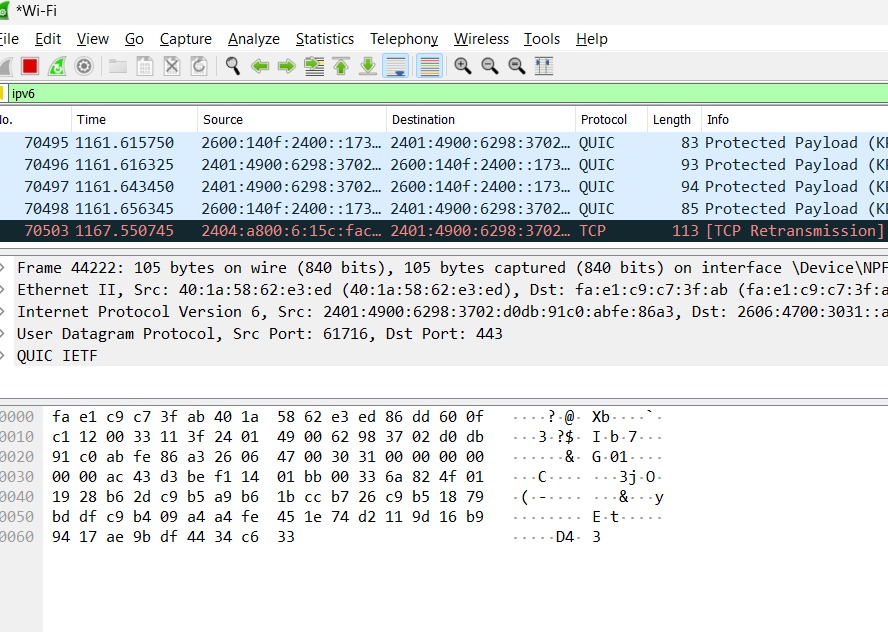 *Wi-Fi
File Edit View Go Capture Analyze Statistics Telephony Wireless Tools Help
ipv6
No. Time Source Destination Protocol Length Info
70495 1161.615750 2600:140f:2400::173… 2401:4900:6298:3702… QUIC 83 Protected Payload (KP
70496 1161.616325 2401:4900:6298:3702… 2600:140f:2400::173… QUIC 93 Protected Payload (KP
70497 1161.643450 2401:4900:6298:3702… 2600:140f:2400::173… QUIC 94 Protected Payload (KP
70498 1161.656345 2600:140f:2400::173… 2401:4900:6298:3702… QUIC 85 Protected Payload (KP
70503 1167.550745 2404:a800:6:15c:fac… 2401:4900:6298:3702… TCP 113 [TCP Retransmission]
Frame 44222: 105 bytes on wire (840 bits), 105 bytes captured (840 bits) on interface \Device\NPF
Ethernet II, Src: 40:1a:58:62:e3:ed (40:1a:58:62:e3:ed), Dst: fa:e1:c9:c7:3f:ab (fa:e1:c9:c7:3f:a
Internet Protocol Version 6, Src: 2401:4900:6298:3702:d0db:91c0:abfe:86a3, Dst: 2606:4700:3031::a
User Datagram Protocol, Src Port: 61716, Dst Port: 443
QUIC IETF
0000 fa e1 c9 c7 3f ab 40 1a 58 62 e3 ed 86 dd 60 0f ····?·@· Xb····`·
0010 c1 12 00 33 11 3f 24 01 49 00 62 98 37 02 d0 db ···3·?$· I·b·7···
0020 91 c0 ab fe 86 a3 26 06 47 00 30 31 00 00 00 00 ······&· G·01····
0030 00 00 ac 43 d3 be f1 14 01 bb 00 33 6a 82 4f 01 ···C···· ···3j·O·
0040 19 28 b6 2d c9 b5 a9 b6 1b cc b7 26 c9 b5 18 79 ·(·-···· ···&···y
0050 bd df c9 b4 09 a4 a4 fe 45 1e 74 d2 11 9d 16 b9 ········ E·t·····
0060 94 17 ae 9b df 44 34 c6 33 ·····D4· 3